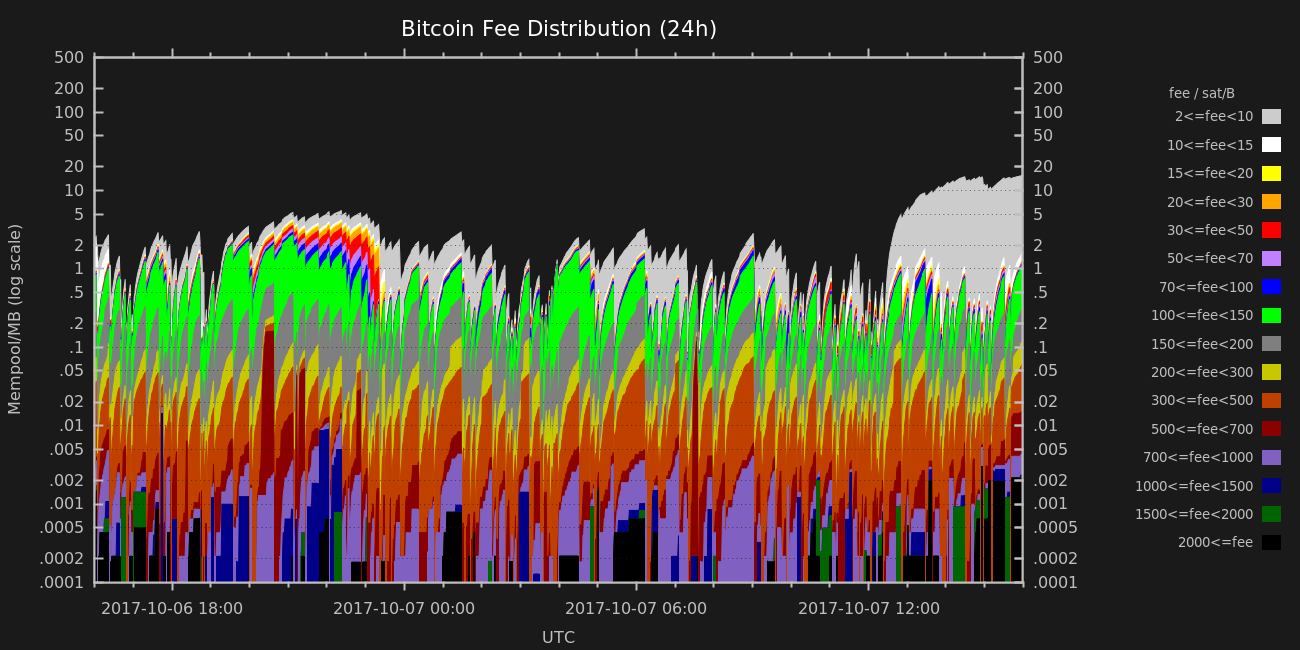 Bitcoin Fee Distribution (24h)
500 500
200 200
100 100
50 50
20 20
10 10
5 5
2 2
1 1
.5 .5
.2 .2
.1 .1
.05 .05
.02 .02
.01 .01
.005 .005
.002 .002
.001 .001
.0005 .0005
.0002 .0002
.0001 .0001
Mempool/MB (log scale)
2017-10-06 18:00 2017-10-07 00:00 2017-10-07 06:00 2017-10-07 12:00
UTC
fee / sat/B
2<=fee<10
10<=fee<15
15<=fee<20
20<=fee<30
30<=fee<50
50<=fee<70
70<=fee<100
100<=fee<150
150<=fee<200
200<=fee<300
300<=fee<500
500<=fee<700
700<=fee<1000
1000<=fee<1500
1500<=fee<2000
2000<=fee